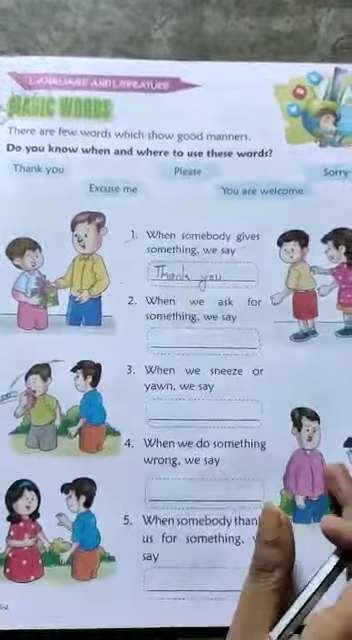 LANGUAGE AND LITERATURE
MAGIC WORDS
There are few words which show good manners.
Do you know when and where to use these words?
Thank you Please Sorry
Excuse me You are welcome
1. When somebody gives
something, we say
Thank you
2. When we ask for
something, we say
3. When we sneeze or
yawn, we say
4. When we do something
wrong, we say
5. When somebody than
us for something,
say